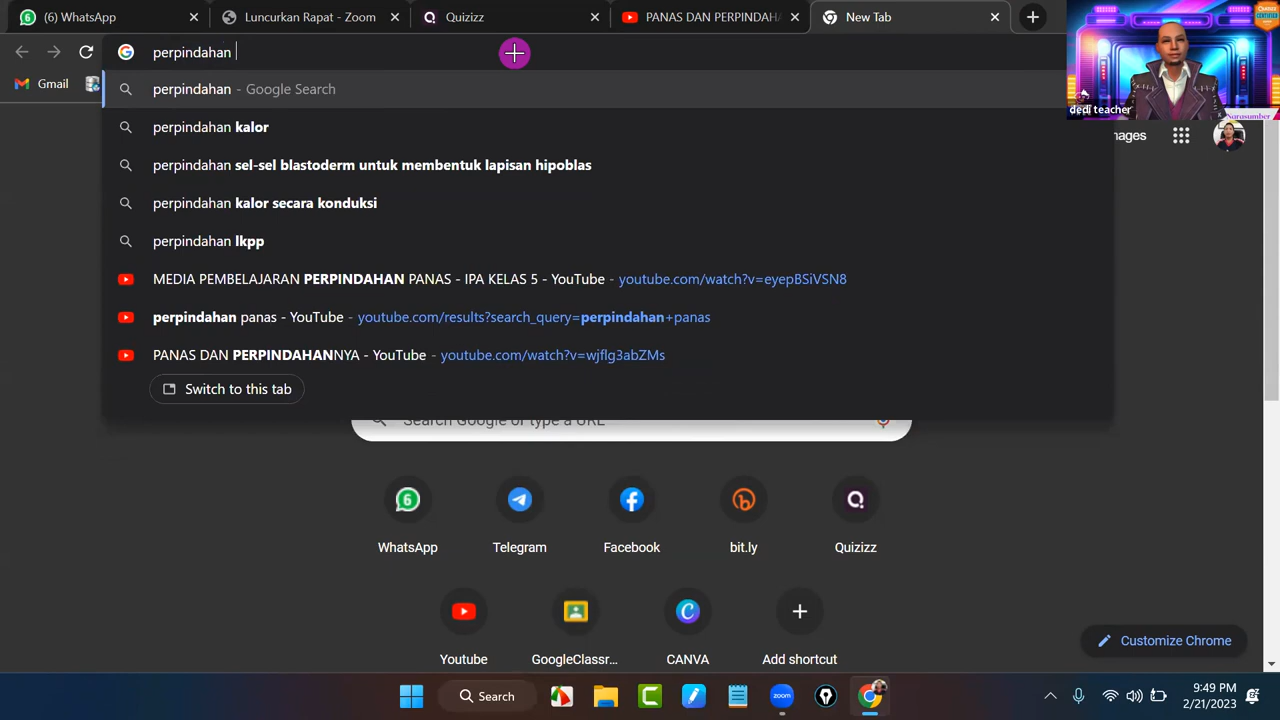 (6) WhatsApp
Luncurkan Rapat - Zoom
Quizizz
PANAS DAN PERPINDAHA
New Tab
perpindahan
dedi teacher
Narasumber
Gmail
perpindahan - Google Search
perpindahan kalor
perpindahan sel-sel blastoderm untuk membentuk lapisan hipoblas
perpindahan kalor secara konduksi
perpindahan lkpp
MEDIA PEMBELAJARAN PERPINDAHAN PANAS - IPA KELAS 5 - YouTube - youtube.com/watch?v=eyepBSiVSN8
perpindahan panas - YouTube - youtube.com/results?search_query=perpindahan+panas
PANAS DAN PERPINDAHANNYA - YouTube - youtube.com/watch?v=wjflg3abZMs
Switch to this tab
mages
Search Google or type a URL
6
WhatsApp
Telegram
Facebook
bit.ly
Quizizz
Youtube
GoogleClassr...
CANVA
Add shortcut
Customize Chrome
Search
zoom
9:49 PM
2/21/2023